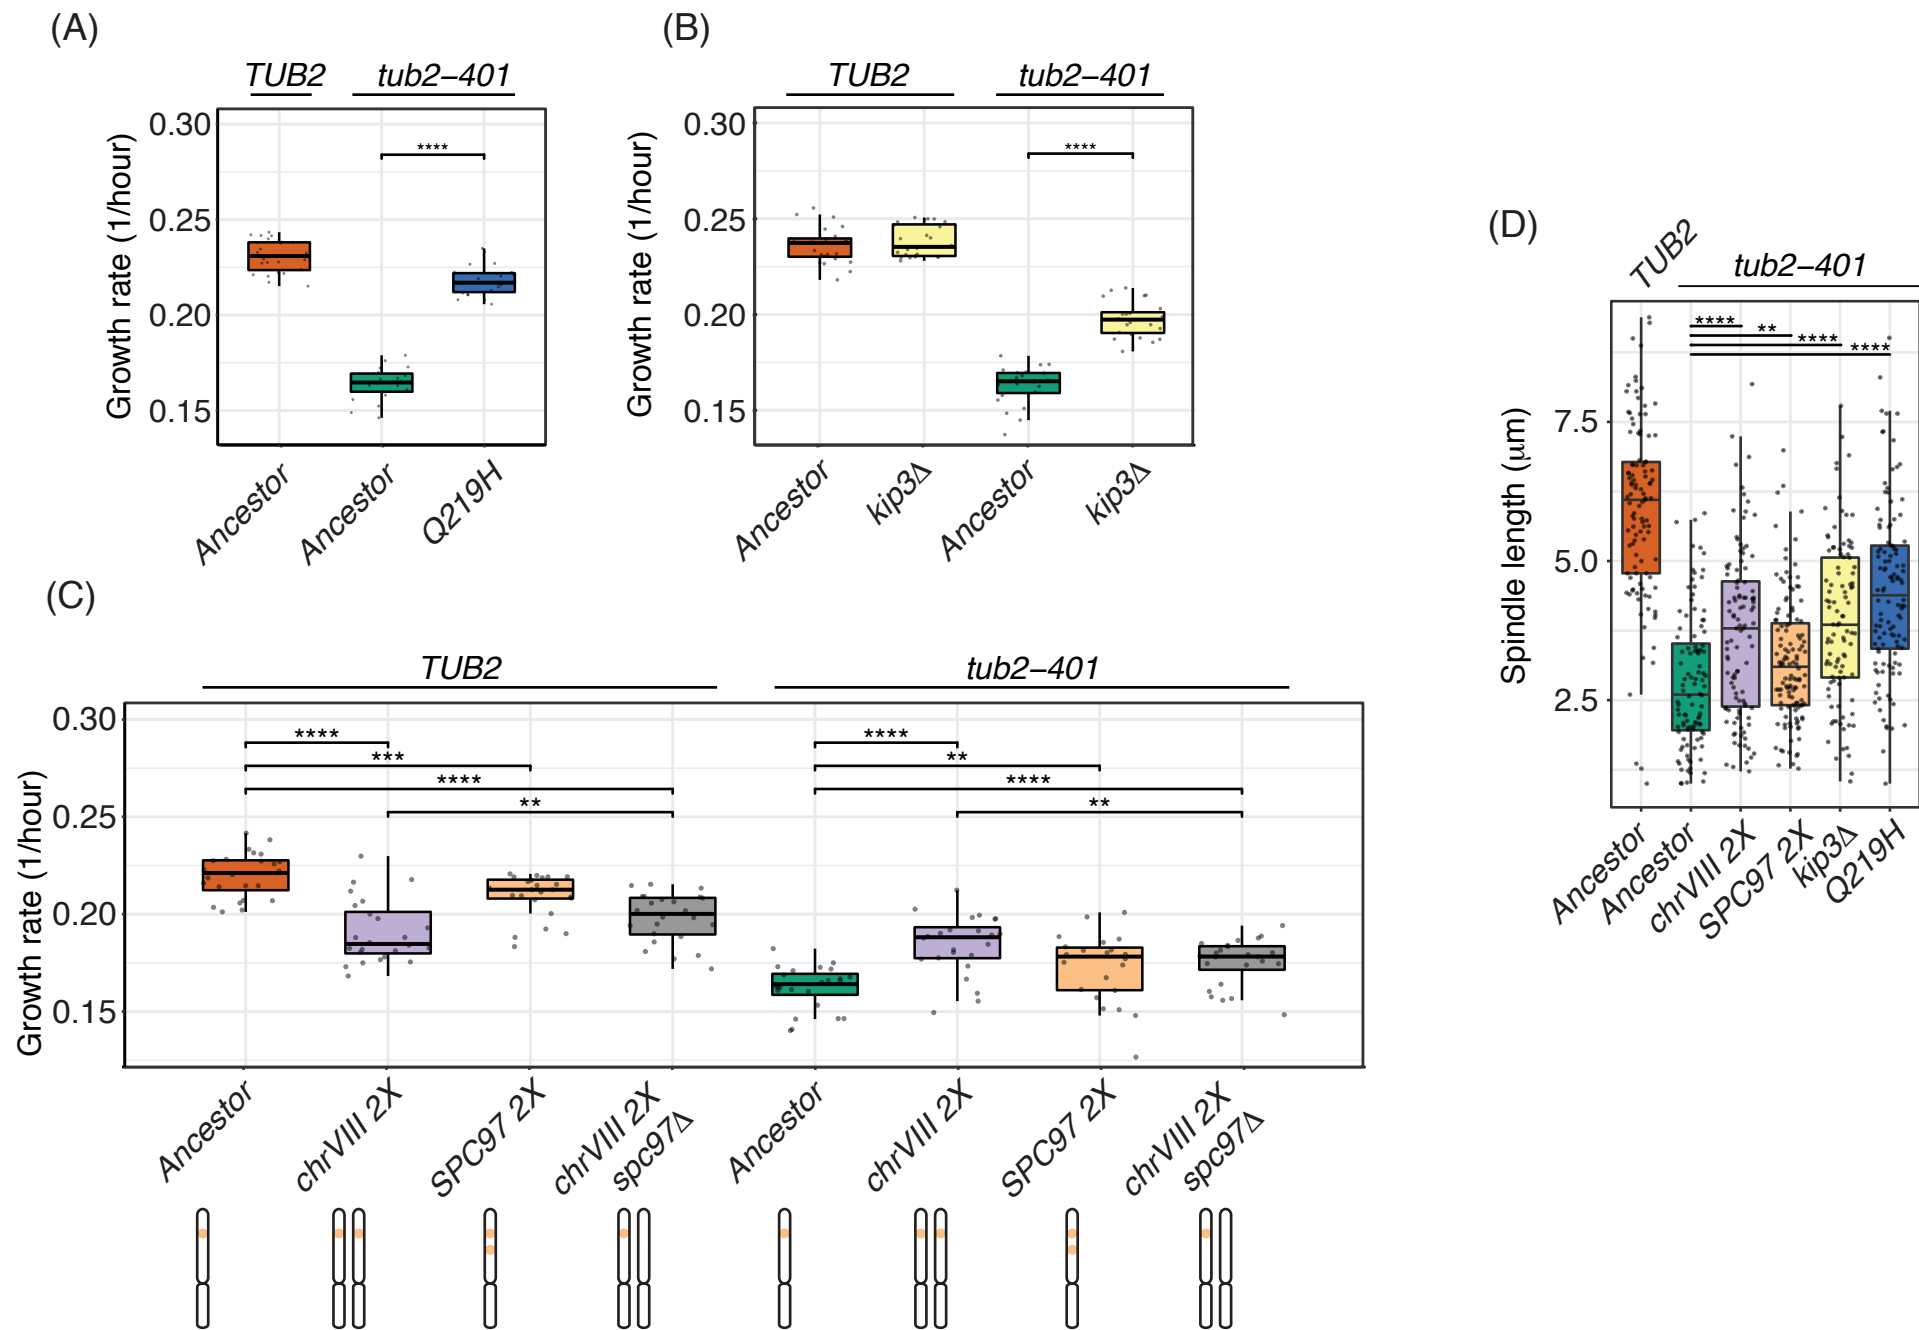 (A)
TUB2 tub2−401
Growth rate (1/hour)
0.30
0.25
0.20
0.15
****
Ancestor Ancestor Q219H
(B)
TUB2 tub2−401
Growth rate (1/hour)
0.30
0.25
0.20
0.15
****
Ancestor kip3Δ Ancestor kip3Δ
(C)
TUB2 tub2−401
Growth rate (1/hour)
0.30
0.25
0.20
0.15
**** ****
*** **
**** ****
** **
Ancestor
chrVIII 2X
SPC97 2X
chrVIII 2X
spc97Δ
Ancestor
chrVIII 2X
SPC97 2X
chrVIII 2X
spc97Δ
(D)
TUB2
tub2−401
Spindle length (μm)
7.5
5.0
2.5
****
**
****
****
Ancestor
Ancestor
chrVIII 2X
SPC97 2X
kip3Δ
Q219H